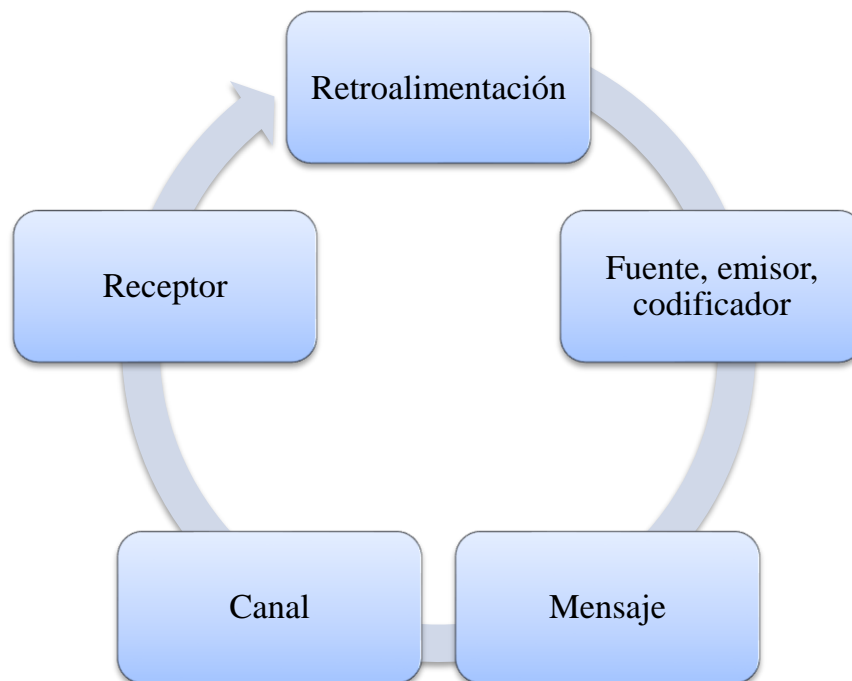 Retroalimentación
Fuente, emisor,
codificador
Mensaje
Canal
Receptor